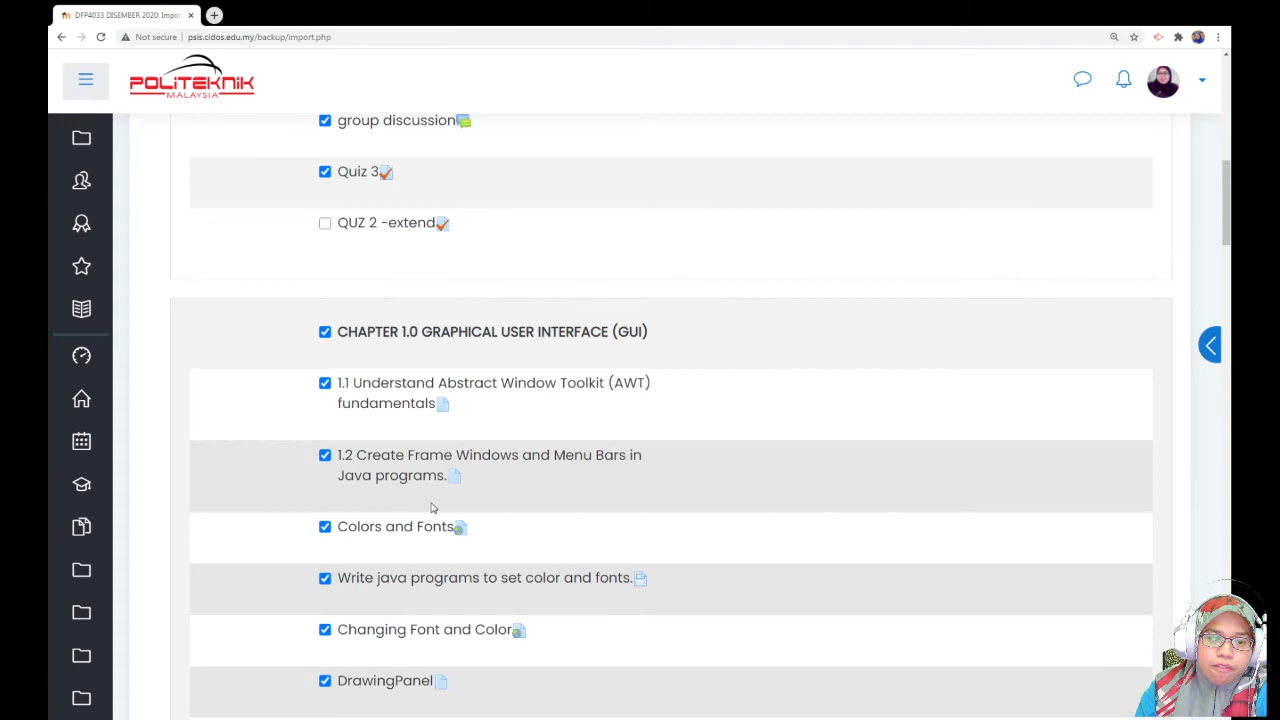 DFP4033 DISEMBER 2020: Impor
Not secure | psis.cidos.edu.my/backup/import.php
POLITEKNIK
MALAYSIA
group discussion
Quiz 3
QUZ 2 -extend
CHAPTER 1.0 GRAPHICAL USER INTERFACE (GUI)
1.1 Understand Abstract Window Toolkit (AWT)
fundamentals
1.2 Create Frame Windows and Menu Bars in
Java programs.
Colors and Fonts
Write java programs to set color and fonts.
Changing Font and Color
DrawingPanel